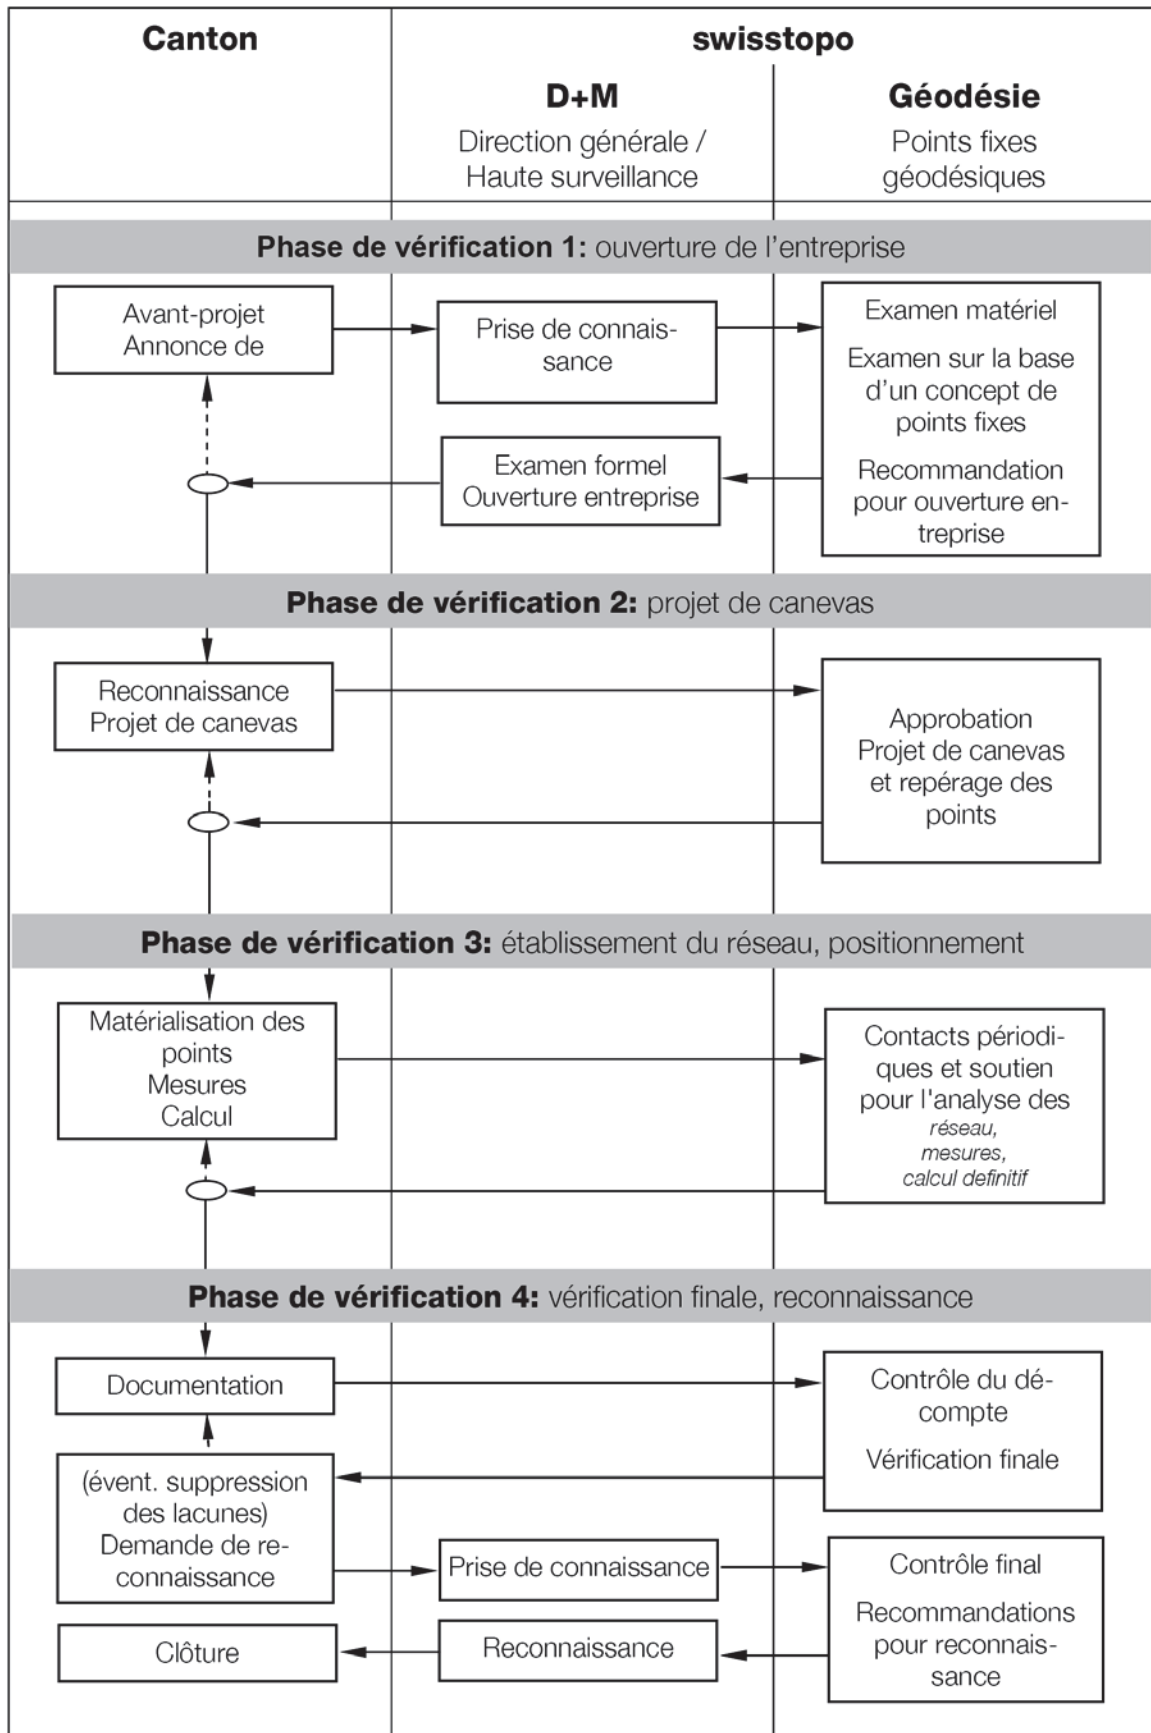 Canton
swisstopo
D+M
Direction générale /
Haute surveillance
Géodésie
Points fixes
géodésiques
Phase de vérification 1: ouverture de l'entreprise
Avant-projet
Annonce de
Prise de connais-
sance
Examen matériel
Examen sur la base
d'un concept de
points fixes
Recommandation
pour ouverture en-
treprise
Examen formel
Ouverture entreprise
Phase de vérification 2: projet de canevas
Reconnaissance
Projet de canevas
Approbation
Projet de canevas
et repérage des
points
Phase de vérification 3: établissement du réseau, positionnement
Matérialisation des
points
Mesures
Calcul
Contacts périodi-
ques et soutien
pour l'analyse des
réseau,
mesures,
calcul definitif
Phase de vérification 4: vérification finale, reconnaissance
Documentation
Contrôle du dé-
compte
Vérification finale
(évent. suppression
des lacunes)
Demande de re-
connaissance
Prise de connaissance
Contrôle final
Recommandations
pour reconnais-
sance
Reconnaissance
Clôture